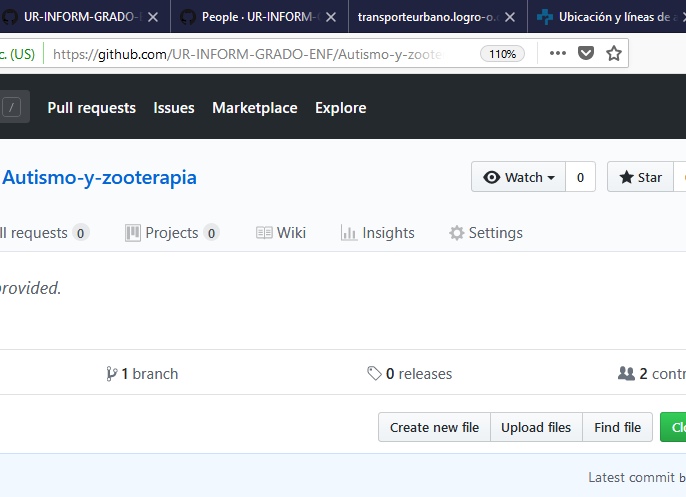 UR-INFORM-GRADO-E
People · UR-INFORM-G
transporteurbano.logro-o.
Ubicación y líneas de a
c. (US)
https://github.com/UR-INFORM-GRADO-ENF/Autismo-y-zoote
110%
/
Pull requests
Issues
Marketplace
Explore
Autismo-y-zooterapia
Watch
0
Star
ll requests 0
Projects 0
Wiki
Insights
Settings
provided.
1 branch
0 releases
2 contr
Create new file
Upload files
Find file
Clo
Latest commit b